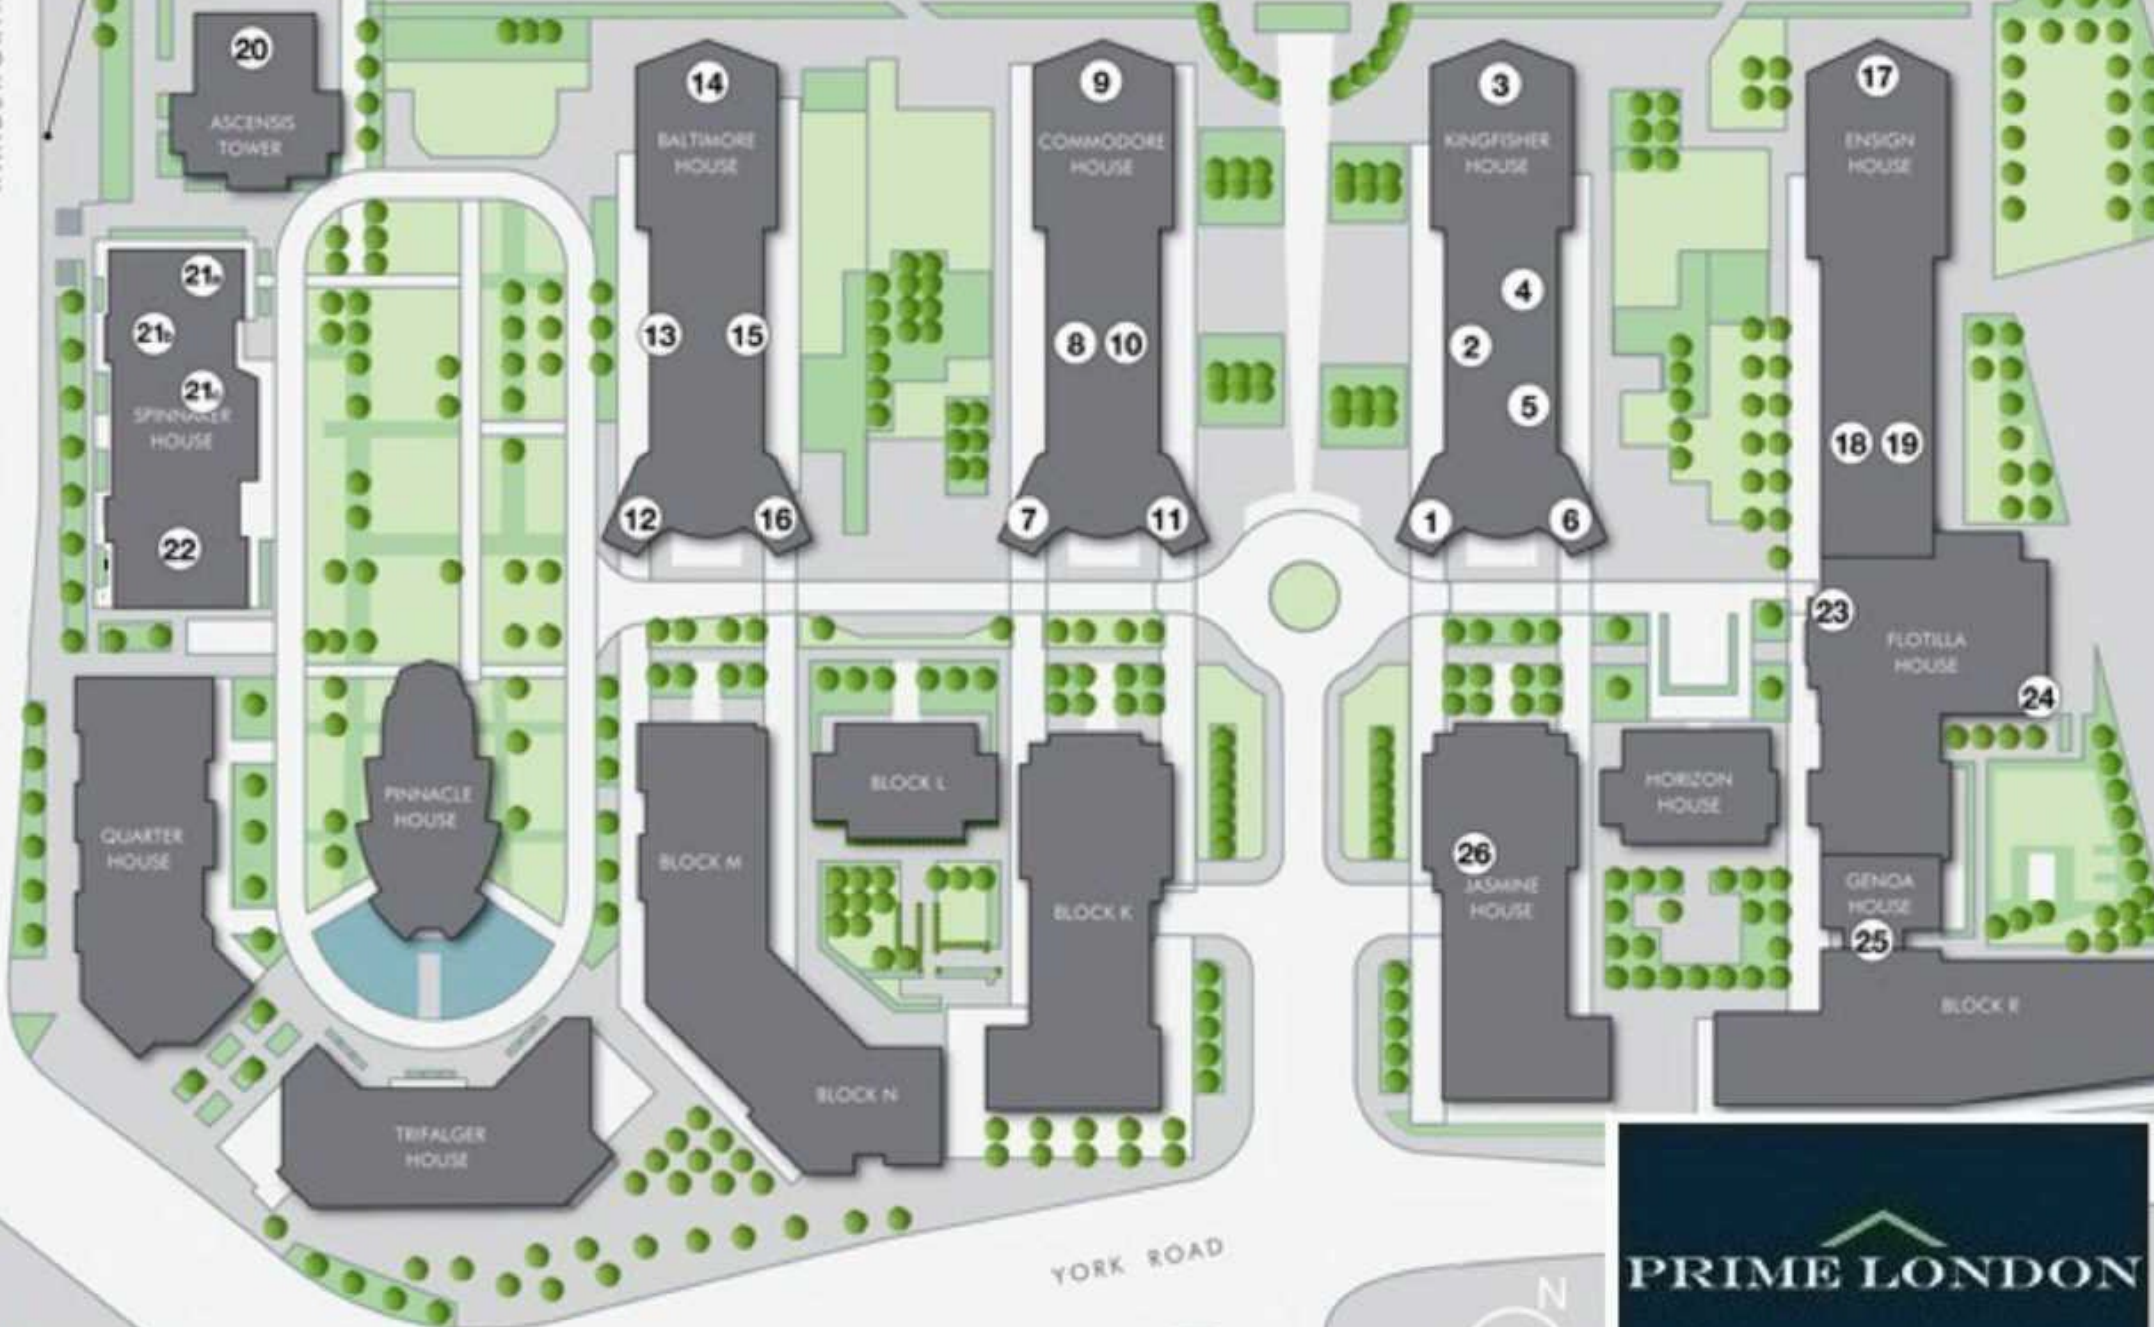 20
ASCENSIS
TOWER
14
BALTIMORE
HOUSE
9
COMMODORE
HOUSE
3
KINGFISHER
HOUSE
17
ENSIGN
HOUSE
21a
21b
21c
SPINNAKER
HOUSE
22
13
15
12
16
8
10
7
11
4
2
5
1
6
18
19
23
FLOTILLA
HOUSE
24
QUARTER
HOUSE
PINNACLE
HOUSE
BLOCK M
BLOCK L
BLOCK K
26
JASMINE
HOUSE
HORIZON
HOUSE
GENOA
HOUSE
25
BLOCK R
TRIFALGER
HOUSE
BLOCK N
YORK ROAD
N
PRIME LONDON